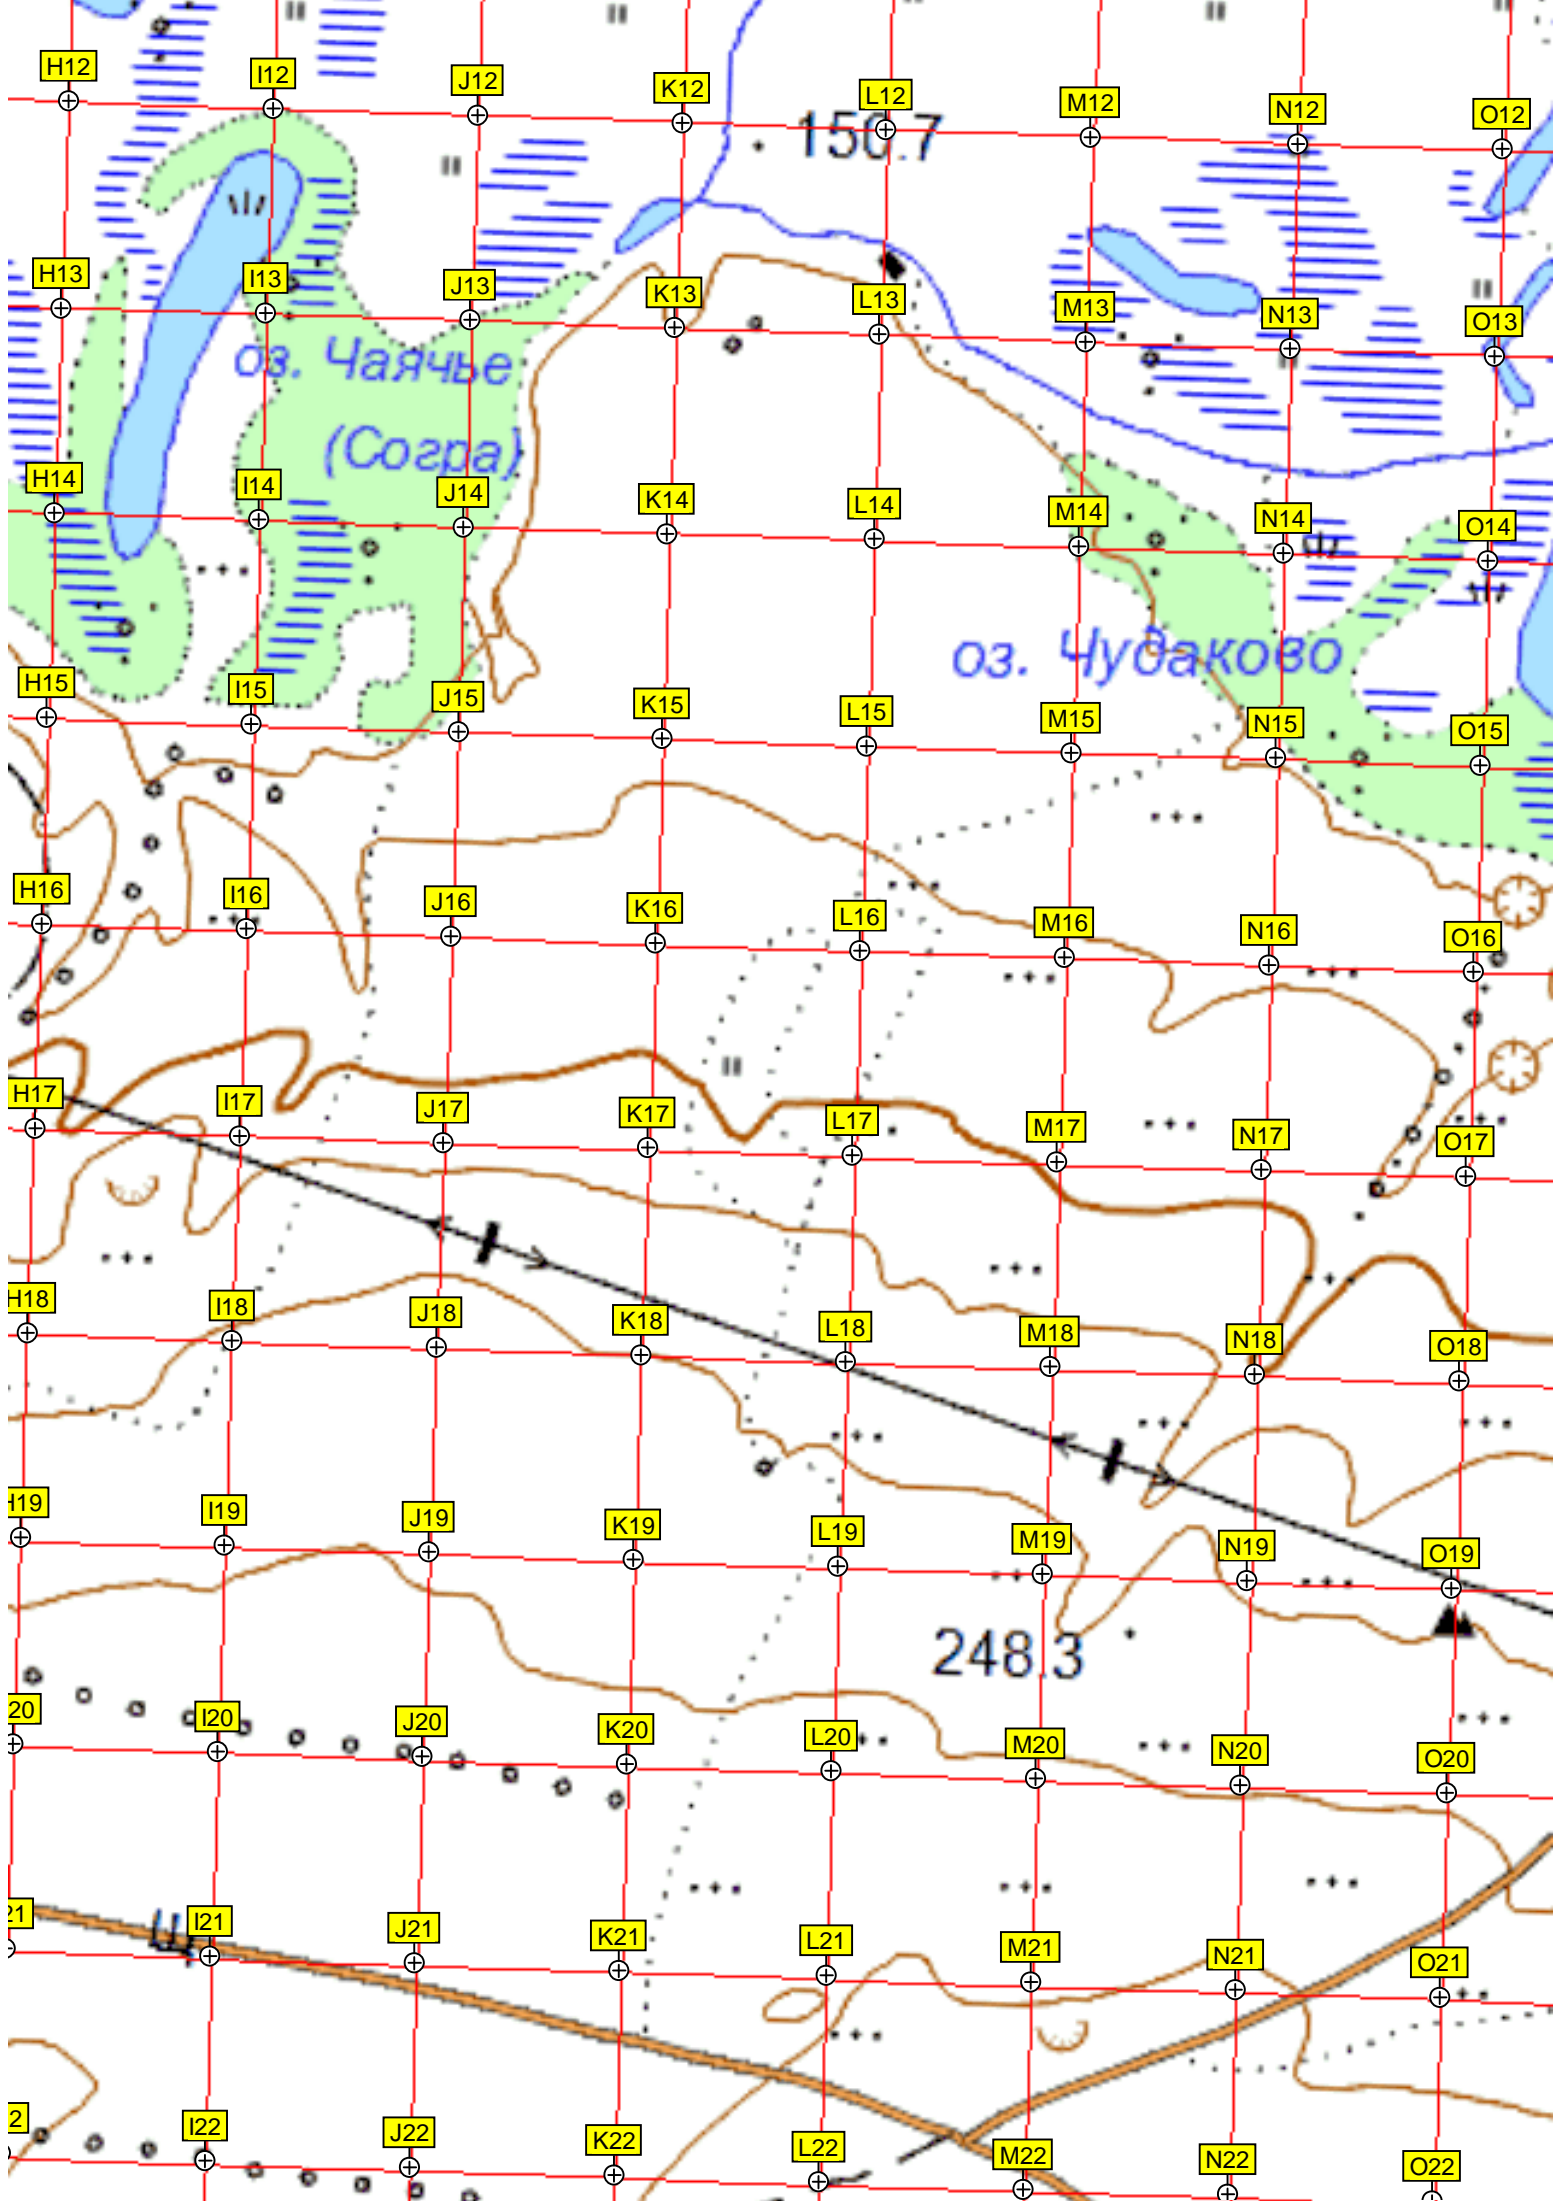 H12 I12 J12 K12 L12 M12 N12 O12
150.7
H13 I13 J13 K13 L13 M13 N13 O13
оз. Чаячье
(Согра)
H14 I14 J14 K14 L14 M14 N14 O14
оз. Чудаково
H15 I15 J15 K15 L15 M15 N15 O15
H16 I16 J16 K16 L16 M16 N16 O16
H17 I17 J17 K17 L17 M17 N17 O17
H18 I18 J18 K18 L18 M18 N18 O18
H19 I19 J19 K19 L19 M19 N19 O19
248.3
20 I20 J20 K20 L20 M20 N20 O20
21 I21 J21 K21 L21 M21 N21 O21
2 I22 J22 K22 L22 M22 N22 O22